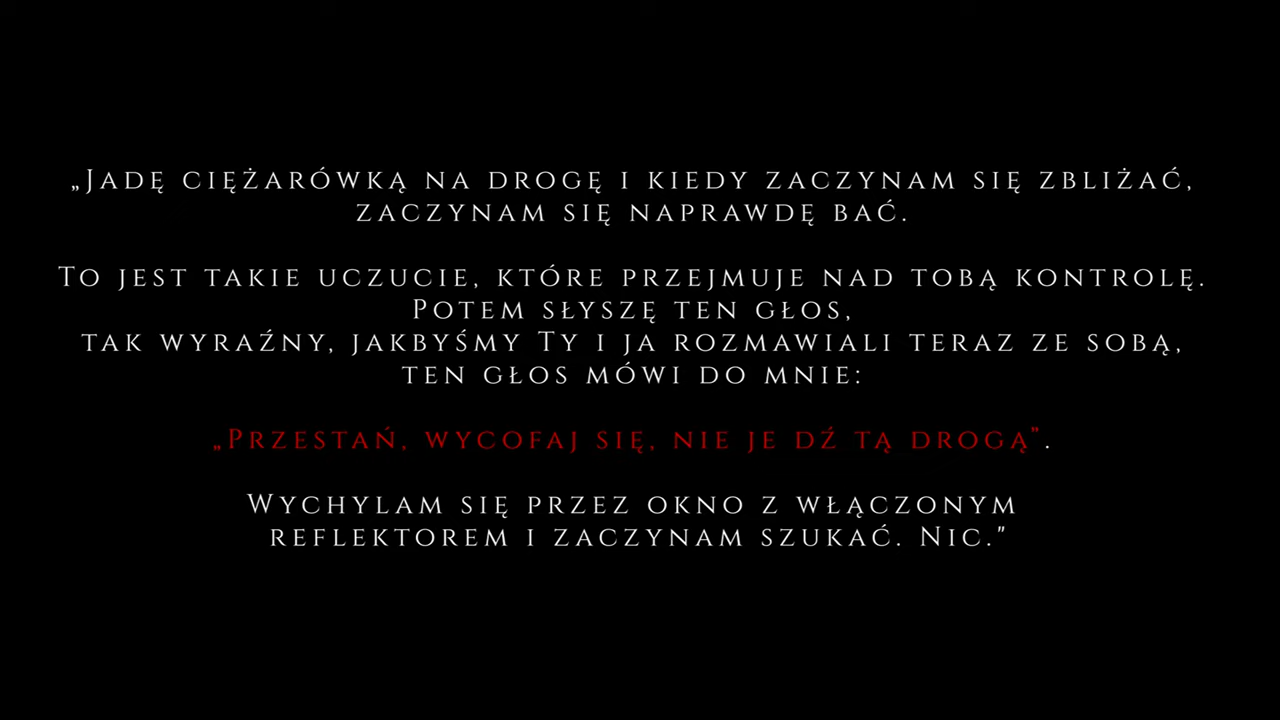 „Jadę ciężarówką na drogę i kiedy zaczynam się zbliżać,
zaczynam się naprawdę bać.
To jest takie uczucie, które przejmuje nad tobą kontrolę.
Potem słyszę ten głos,
tak wyraźny, jakbyśmy Ty i ja rozmawiali teraz ze sobą,
ten głos mówi do mnie:
„Przestań, wycofaj się, nie je dź tą drogą”.
Wychylam się przez okno z włączonym
reflektorem i zaczynam szukać. Nic."